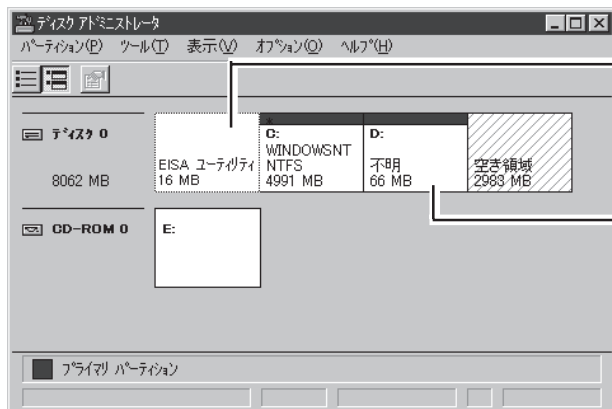 ディスク アドミニストレータ
パーティション(P) ツール(T) 表示(V) オプション(O) ヘルプ(H)
ディスク 0
8062 MB
EISA ユーティリティ
16 MB
*
C:
WINDOWSNT
NTFS
4991 MB
D:
不明
66 MB
空き領域
2983 MB
CD-ROM 0
E:
プライマリ パーティション